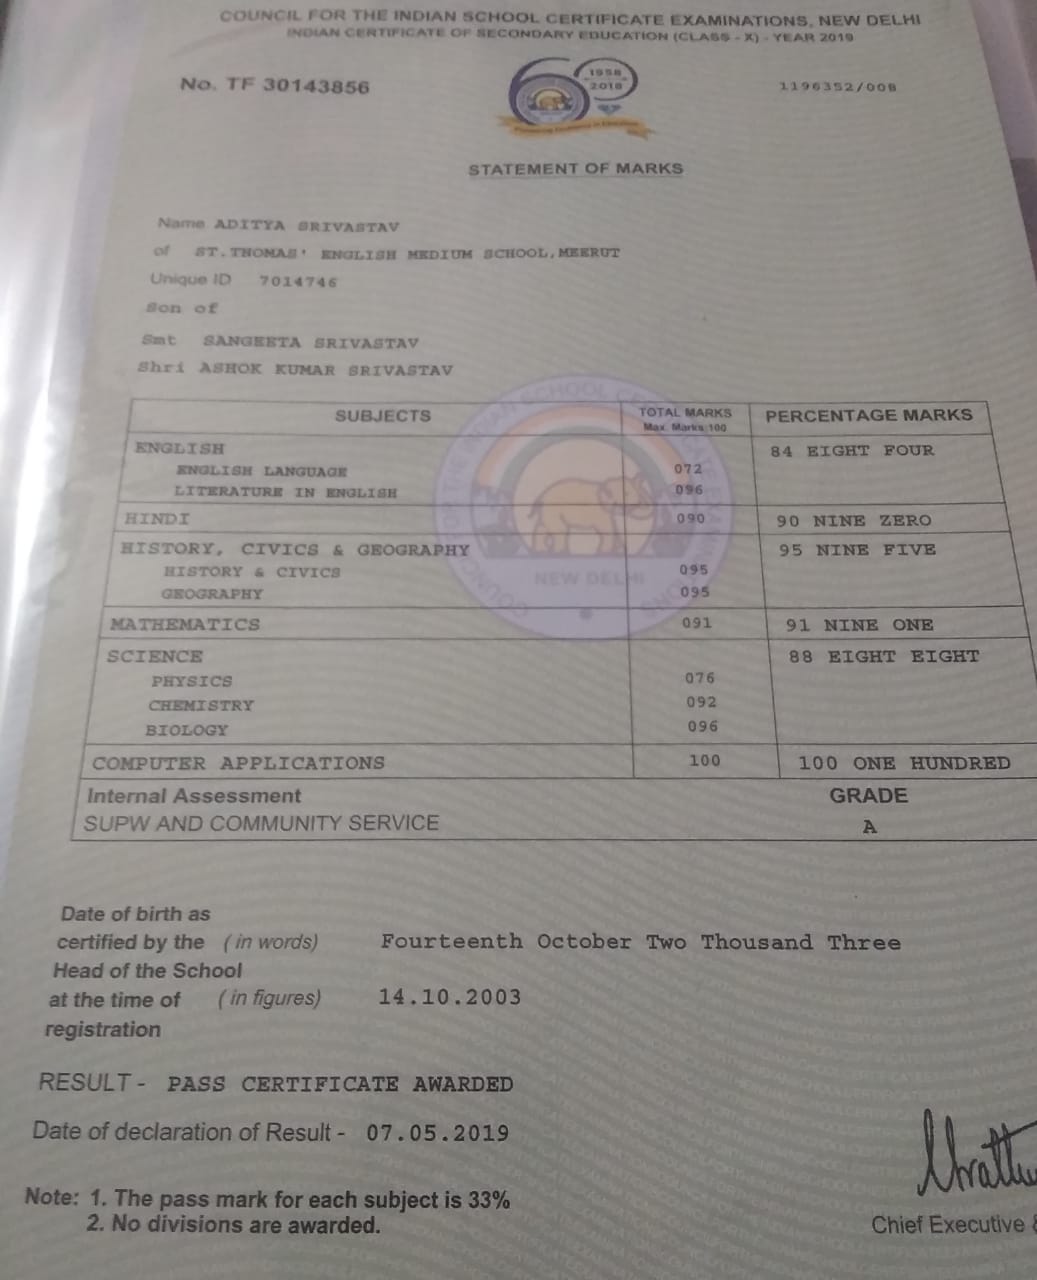 COUNCIL FOR THE INDIAN SCHOOL CERTIFICATE EXAMINATIONS, NEW DELHI
INDIAN CERTIFICATE OF SECONDARY EDUCATION (CLASS - X) - YEAR 2019
No. TF 30143856
1958
2018
1196352/008
STATEMENT OF MARKS
Name ADITYA SRIVASTAV
of ST.THOMAS' ENGLISH MEDIUM SCHOOL,MEERUT
Unique ID 7014746
Son of
Smt SANGEETA SRIVASTAV
Shri ASHOK KUMAR SRIVASTAV
SUBJECTS TOTAL MARKS Max. Marks 100 PERCENTAGE MARKS
ENGLISH 84 EIGHT FOUR
ENGLISH LANGUAGE 072
LITERATURE IN ENGLISH 096
HINDI 090 90 NINE ZERO
HISTORY, CIVICS & GEOGRAPHY 95 NINE FIVE
HISTORY & CIVICS 095
GEOGRAPHY 095
NEW DELHI
MATHEMATICS 091 91 NINE ONE
SCIENCE 88 EIGHT EIGHT
PHYSICS 076
CHEMISTRY 092
BIOLOGY 096
COMPUTER APPLICATIONS 100 100 ONE HUNDRED
Internal Assessment GRADE
SUPW AND COMMUNITY SERVICE A
Date of birth as
certified by the (in words) Fourteenth October Two Thousand Three
Head of the School
at the time of (in figures) 14.10.2003
registration
RESULT - PASS CERTIFICATE AWARDED
Date of declaration of Result - 07.05.2019
Note: 1. The pass mark for each subject is 33%
2. No divisions are awarded.
Chief Executive &